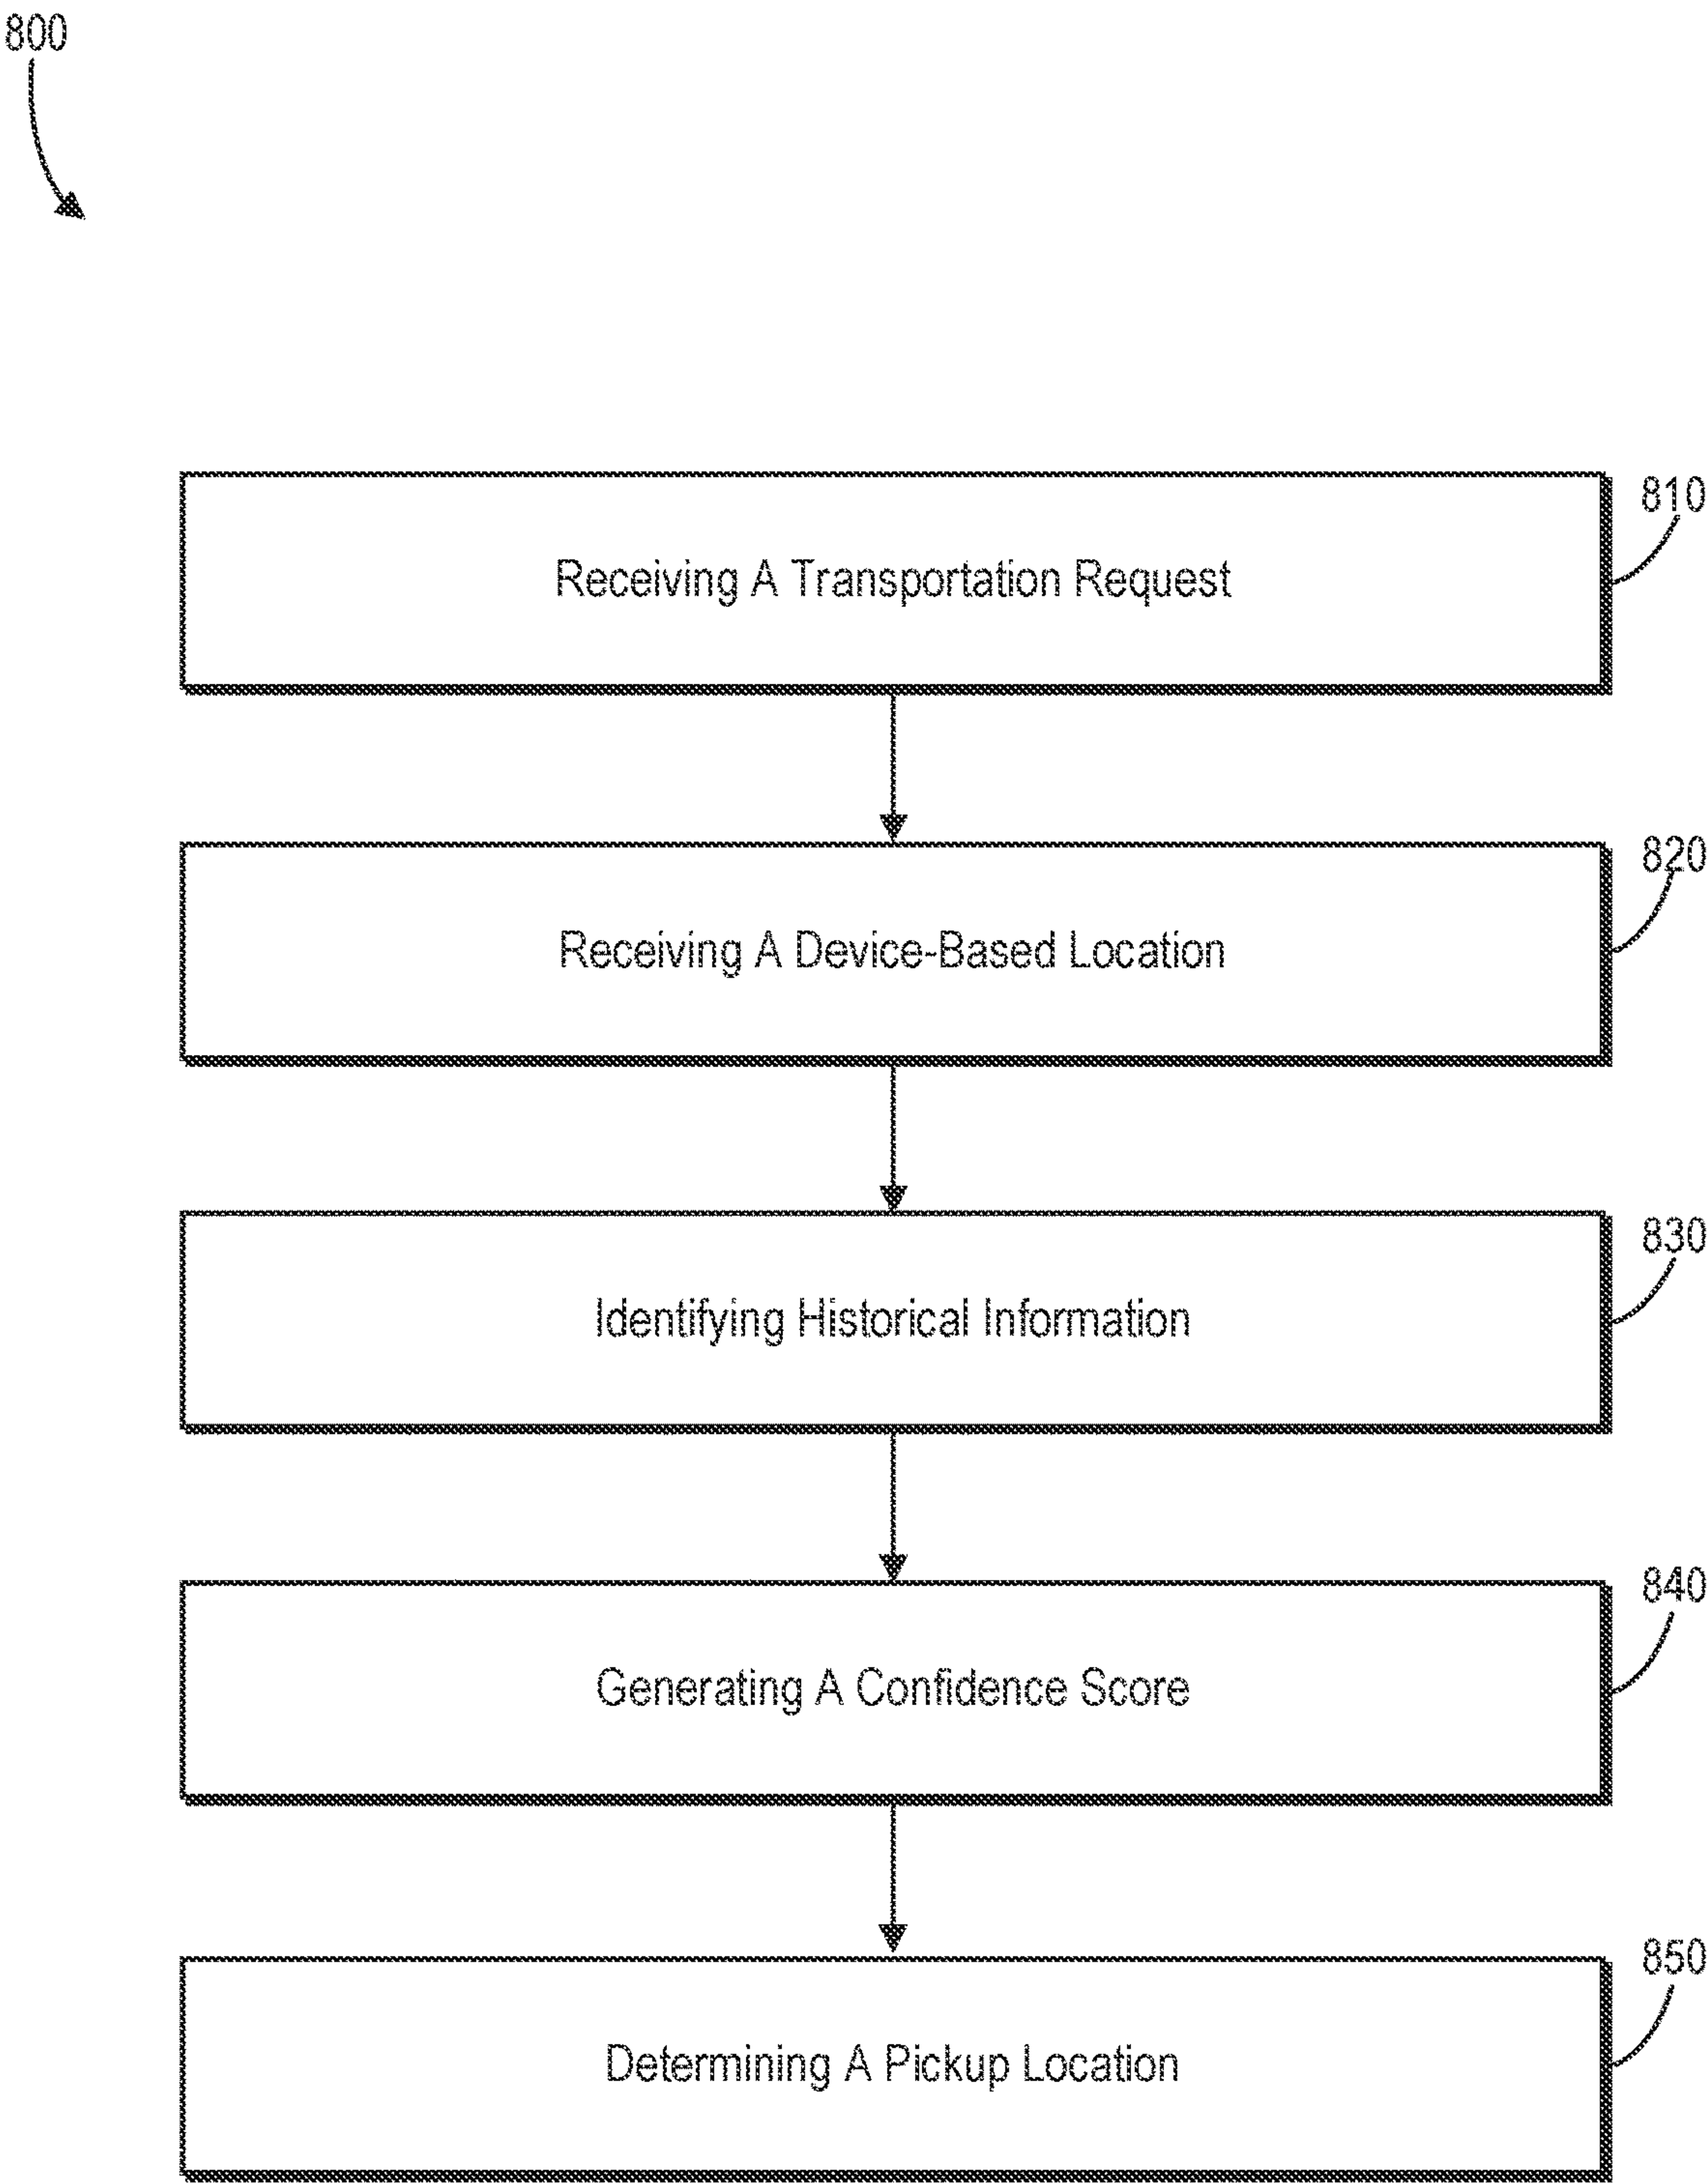 800
810
Receiving A Transportation Request
820
Receiving A Device-Based Location
830
Identifying Historical Information
840
Generating A Confidence Score
850
Determining A Pickup Location